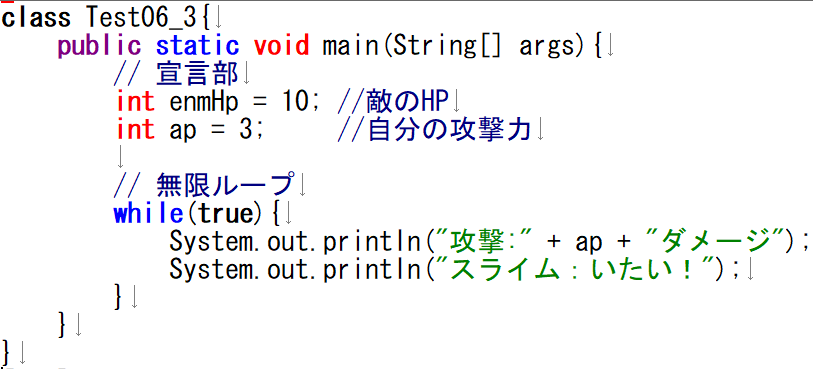 class Test06_3{
    public static void main(String[] args){
        // 宣言部
        int enmHp = 10; //敵のHP
        int ap = 3;     //自分の攻撃力
        
        // 無限ループ
        while(true){
            System.out.println("攻撃:" + ap + "ダメージ");
            System.out.println("スライム：いたい！");
        }
    }
}